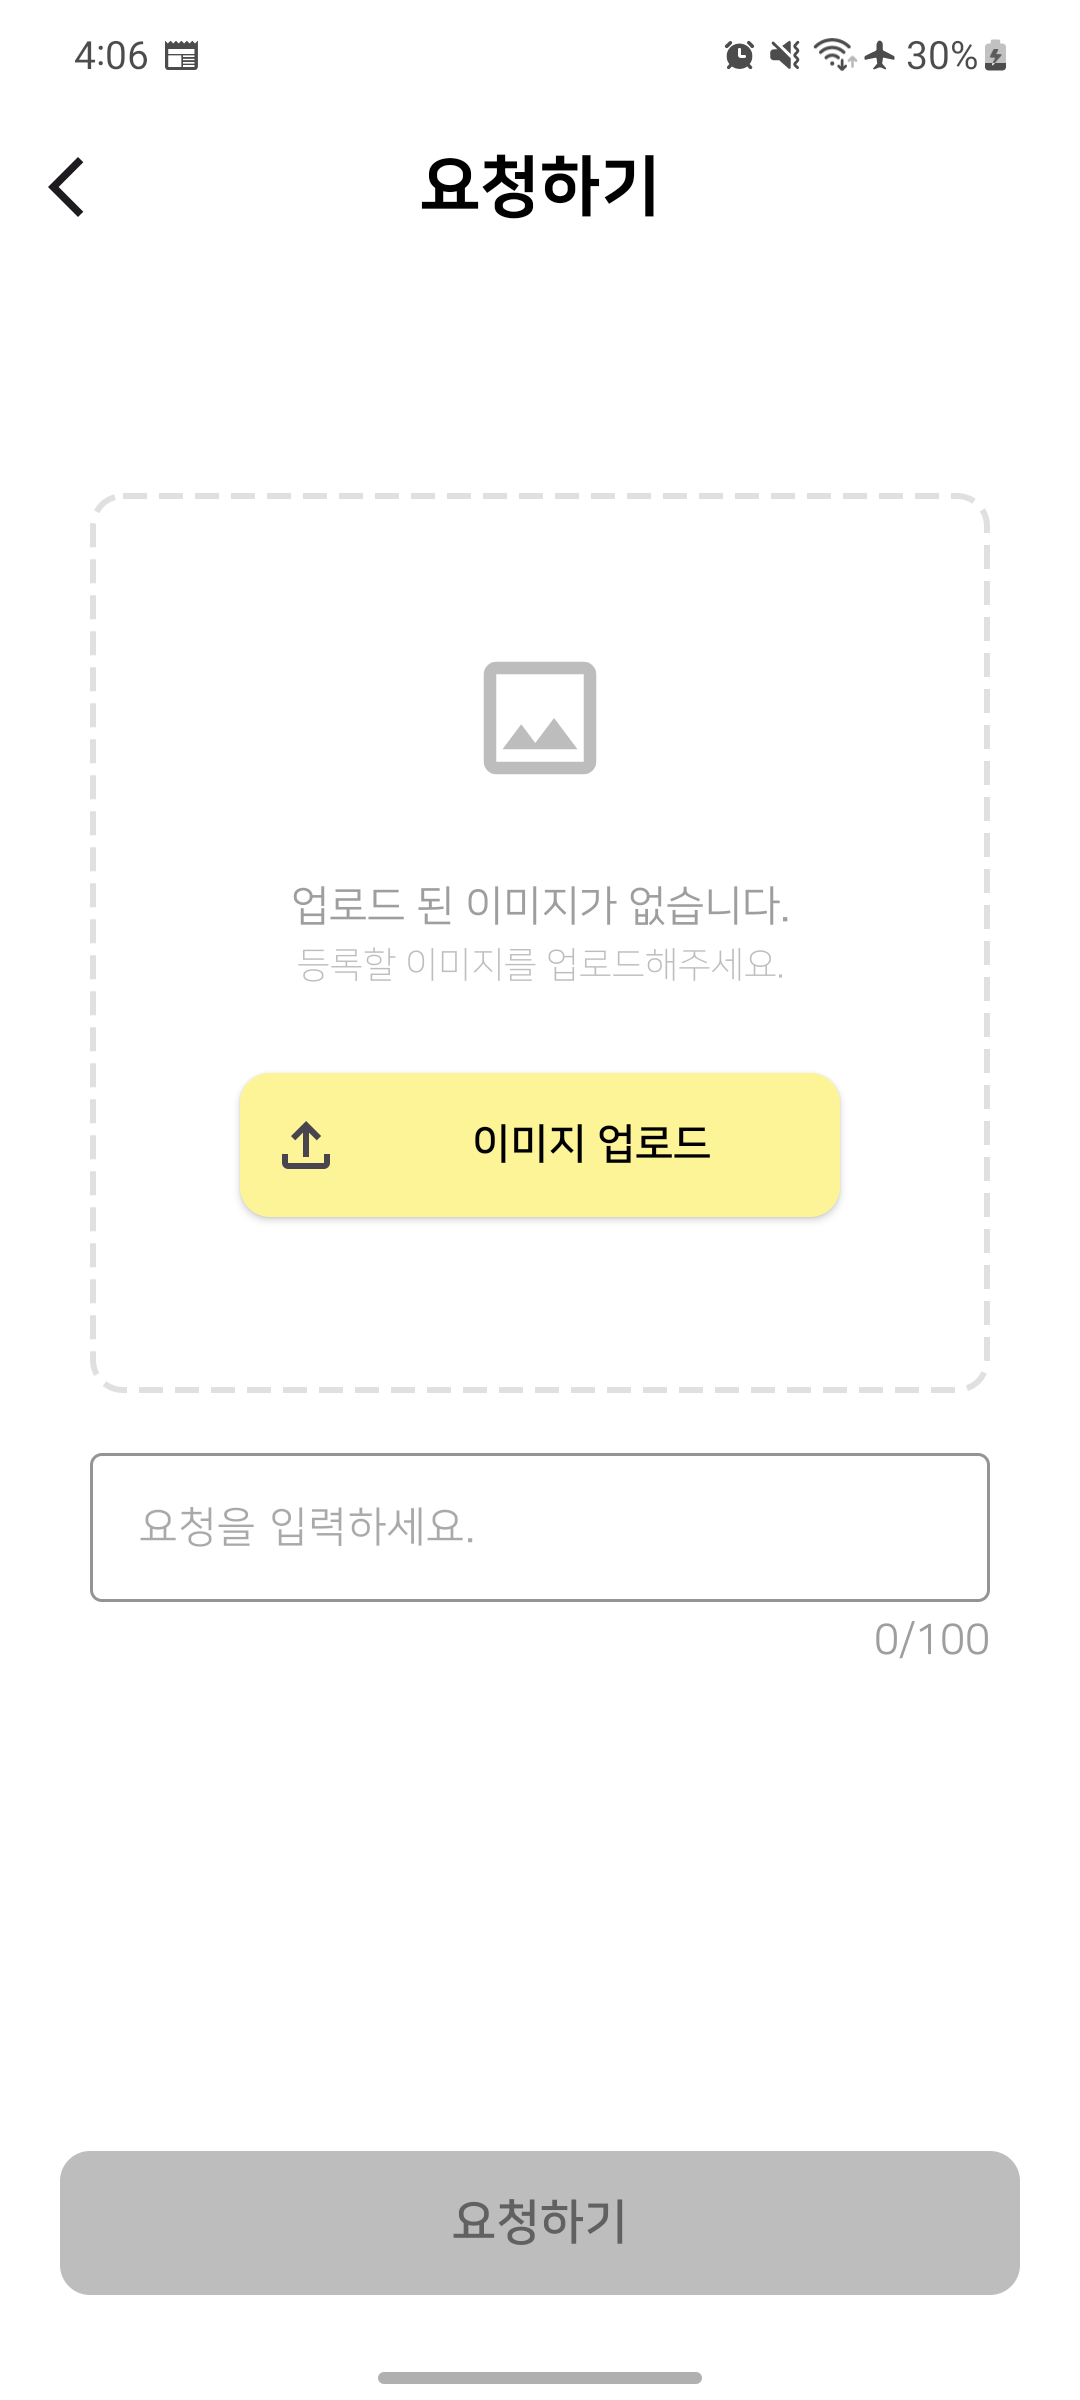 4:06
30%
요청하기
업로드 된 이미지가 없습니다.
등록할 이미지를 업로드해주세요.
이미지 업로드
요청을 입력하세요.
0/100
요청하기